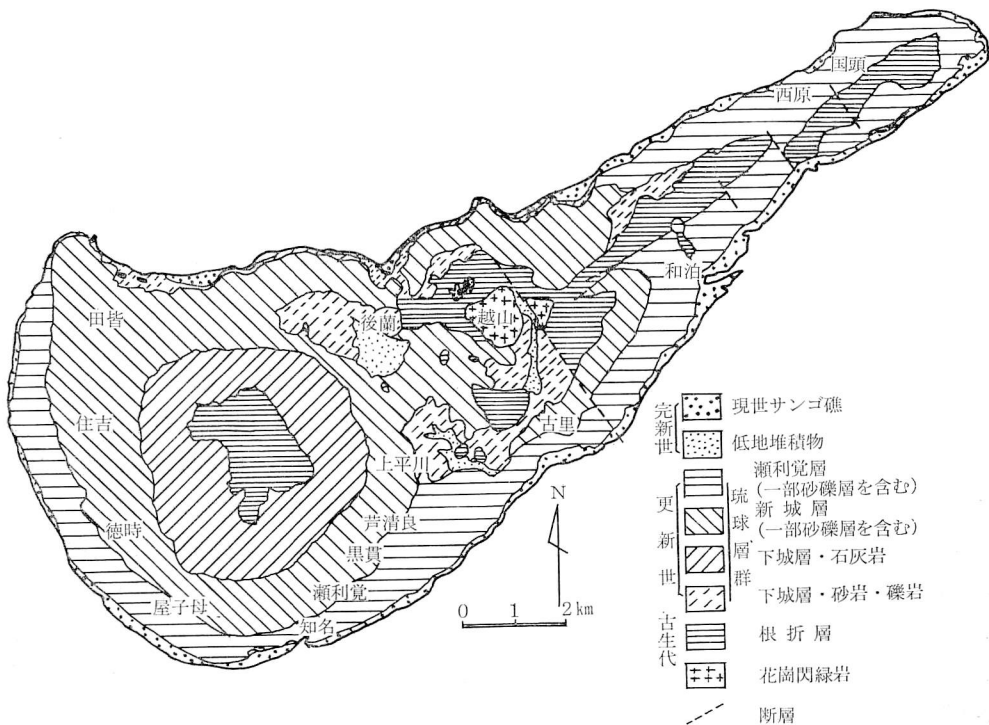 国頭
西原
和泊
田皆
後蘭
越山
住吉
古里
上平川
徳時
芦清良
黒貫
瀬利覚
屋子母
知名
N
0 1 2km
完新世
現世サンゴ礁
低地堆積物
更新世
琉球層群
瀬利覚層
(一部砂礫層を含む)
新城層
(一部砂礫層を含む)
下城層・石灰岩
下城層・砂岩・礫岩
古生代
根折層
花崗閃緑岩
断層